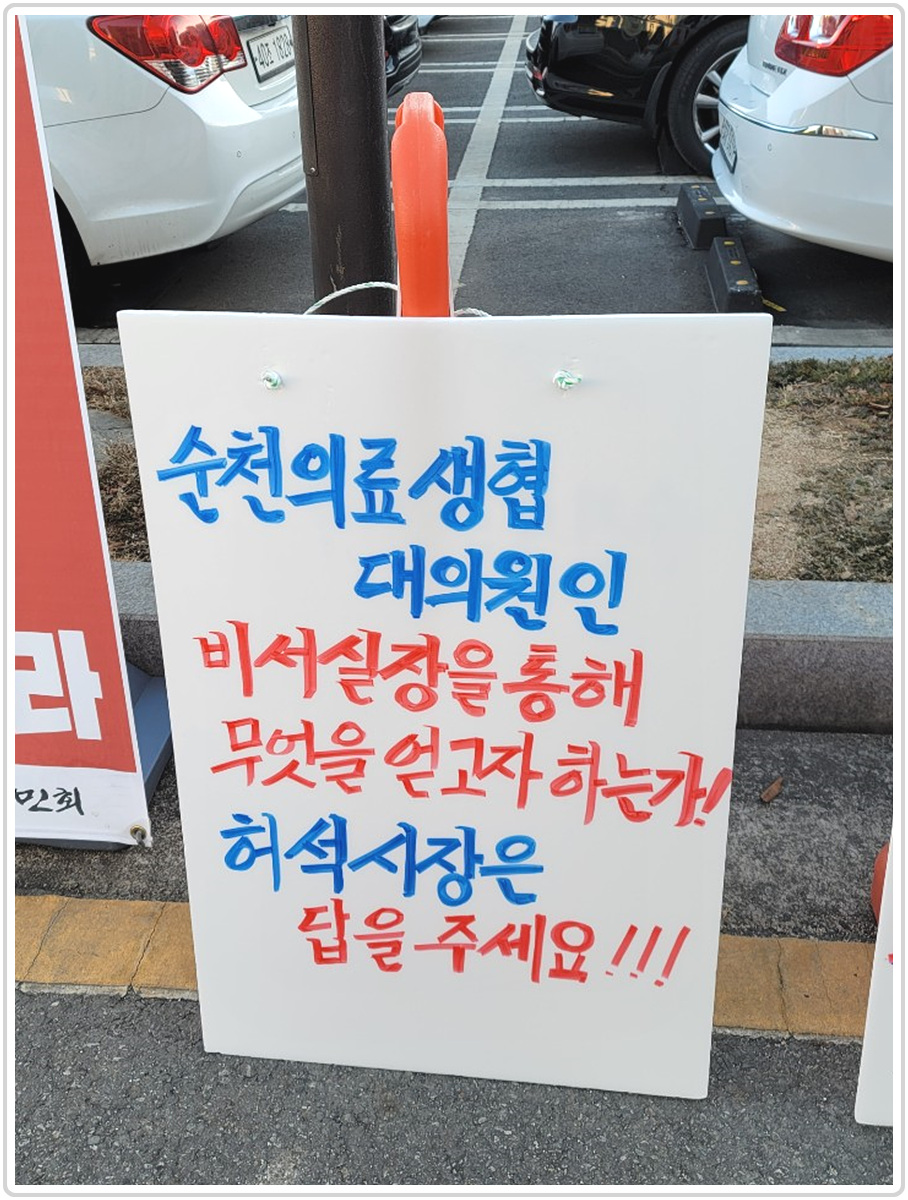 순천의료생협
대의원인
비서실장을통해
무엇을 얻고자 하는가!
허석시장은
답을 주세요!!!
라
민회